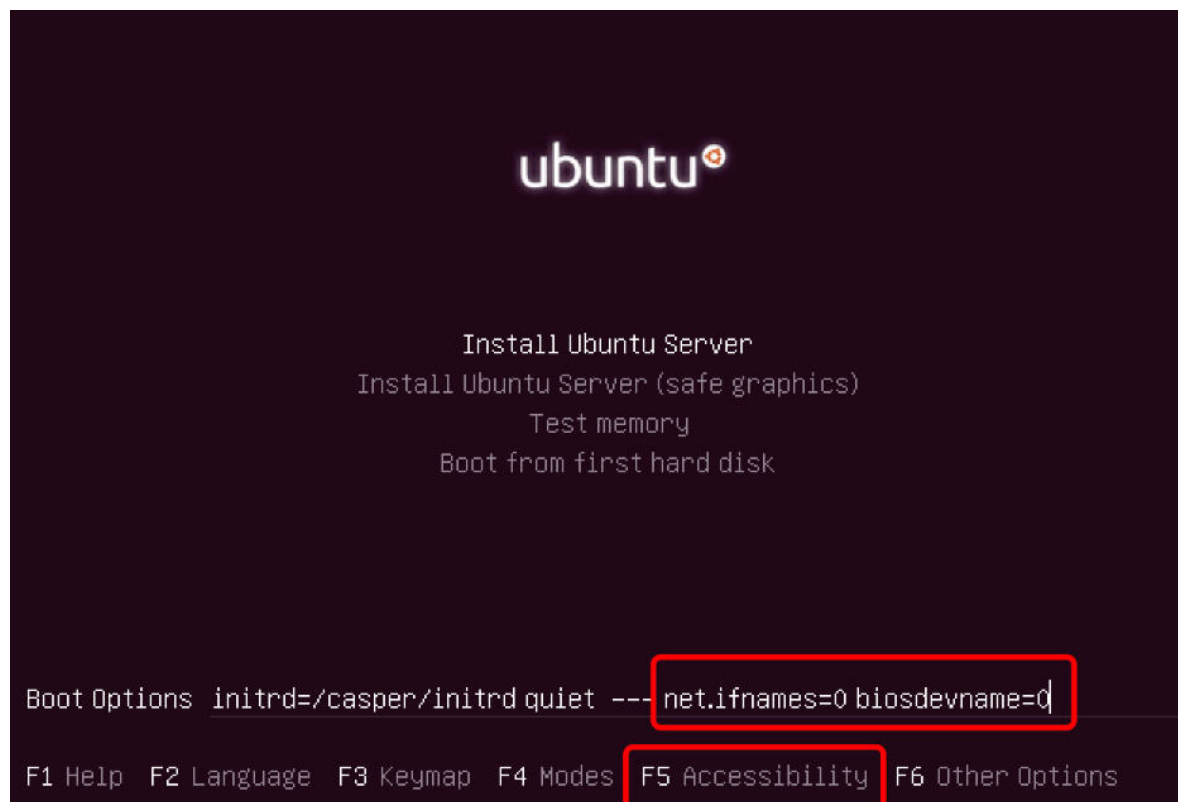 ubuntu
Install Ubuntu Server
Install Ubuntu Server (safe graphics)
Test memory
Boot from first hard disk
Boot Options initrd=/casper/initrd quiet --- net.ifnames=0 biosdevname=0
F1 Help F2 Language F3 Keymap F4 Modes F5 Accessibility F6 Other Options